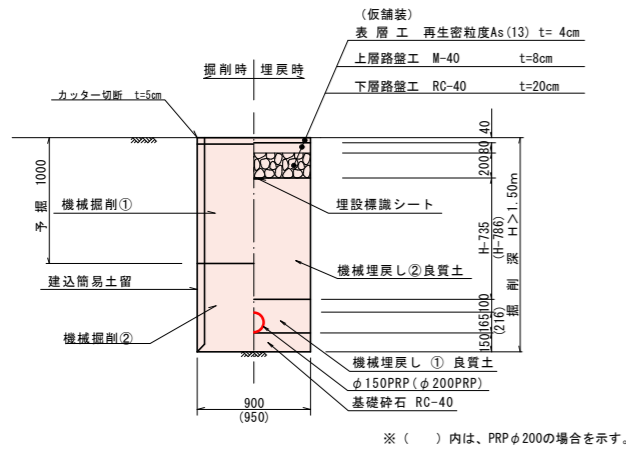 (仮舗装)
表 層 工 再生密粒度As(13) t= 4cm
上層路盤工 M-40 t=8cm
下層路盤工 RC-40 t=20cm
掘削時 埋戻時
カッター切断 t=5cm
40
80
200
予 掘 1000
機械掘削①
埋設標識シート
H-735
(H-786)
掘 削 深 H>1.50m
建込簡易土留
機械埋戻し②良質土
機械掘削②
100
165
(216)
150
機械埋戻し ① 良質土
φ150PRP(φ200PRP)
基礎砕石 RC-40
900
(950)
※ ( )内は、PRPφ200の場合を示す。